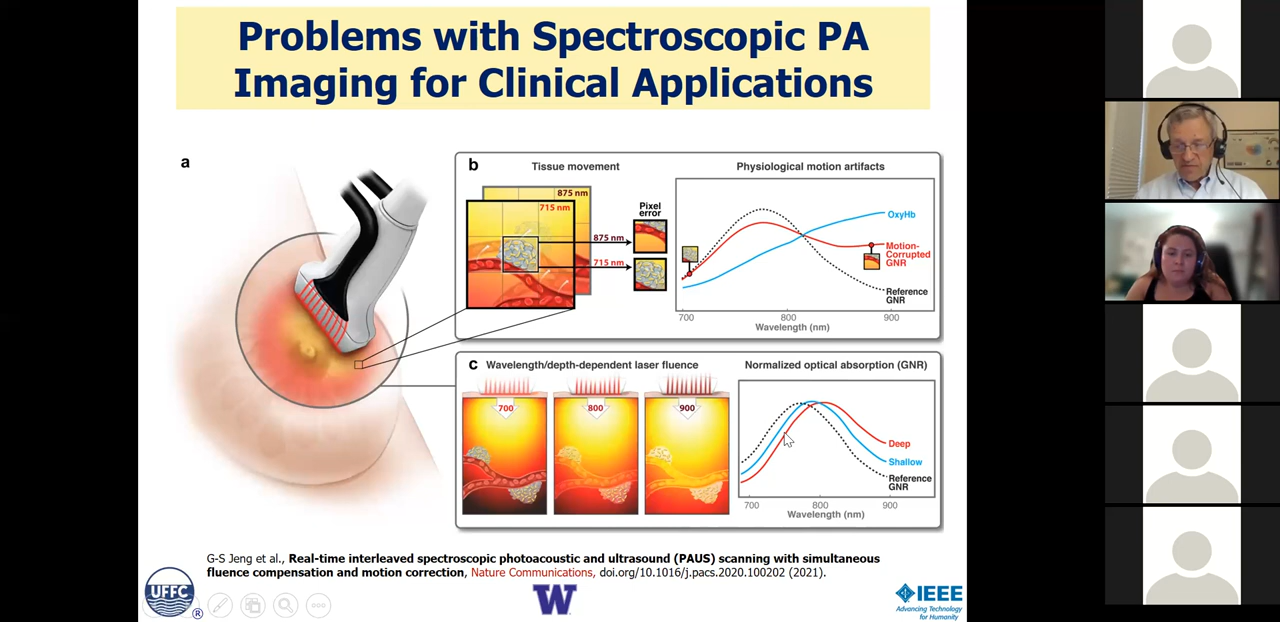 Problems with Spectroscopic PA
Imaging for Clinical Applications
a
b
Tissue movement
Physiological motion artifacts
875 nm
715 nm
Pixel
error
875 nm
715 nm
OxyHb
Motion-
Corrupted
GNR
Reference
GNR
700
800
900
Wavelength (nm)
c
Wavelength/depth-dependent laser fluence
Normalized optical absorption (GNR)
700
800
900
Deep
Shallow
Reference
GNR
700
800
900
Wavelength (nm)
G-S Jeng et al., Real-time interleaved spectroscopic photoacoustic and ultrasound (PAUS) scanning with simultaneous
fluence compensation and motion correction, Nature Communications, doi.org/10.1016/j.pacs.2020.100202 (2021).
UFFC
®
W
IEEE
Advancing Technology
for Humanity